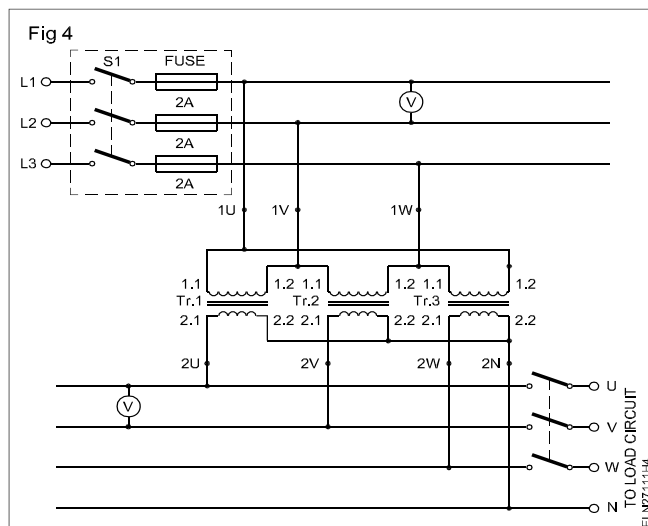 Fig 4
S1 FUSE
L1
V
2A
L2
2A
L3
2A
1U 1V 1W
1.1 1.2 1.1 1.2 1.1 1.2
Tr.1 Tr.2 Tr.3
2.1 2.2 2.1 2.2 2.1 2.2
2U 2V 2W 2N
U
V
V
W
N
TO LOAD CIRCUIT
ELN27111H4